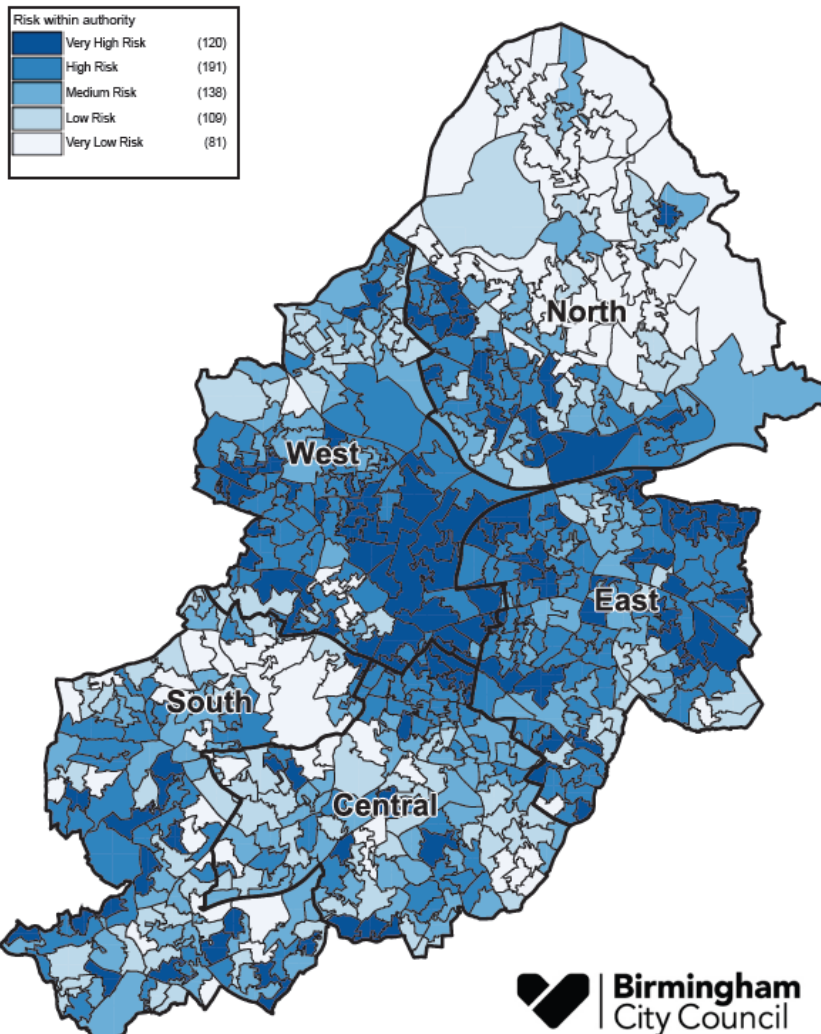 Risk within authority
Very High Risk (120)
High Risk (191)
Medium Risk (138)
Low Risk (109)
Very Low Risk (81)
North
West
East
South
Central
Birmingham
City Council